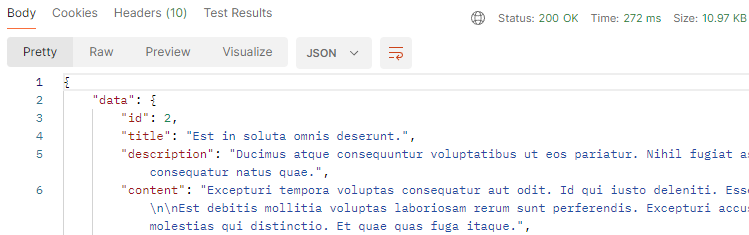 Body Cookies Headers (10) Test Results Status: 200 OK Time: 272 ms Size: 10.97 KB
Pretty Raw Preview Visualize JSON
1 {
2 "data": {
3 "id": 2,
4 "title": "Est in soluta omnis deserunt.",
5 "description": "Ducimus atque consequuntur voluptatibus ut eos pariatur. Nihil fugiat as
consequatur natus quae.",
6 "content": "Excepturi tempora voluptas consequatur aut odit. Id qui iusto deleniti. Esse
\n\nEst debitis mollitia voluptas laboriosam rerum sunt perferendis. Excepturi accus
molestias qui distinctio. Et quae quas fuga itaque.",